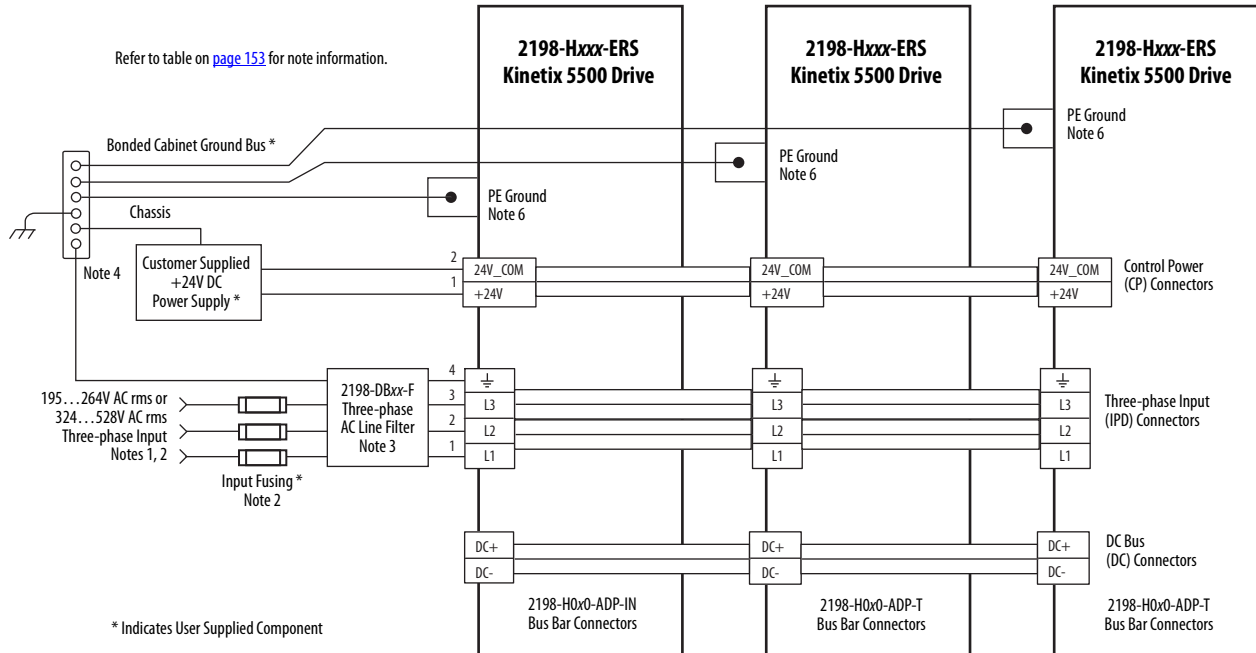 Refer to table on page 153 for note information.
2198-Hxxx-ERS
Kinetix 5500 Drive
2198-Hxxx-ERS
Kinetix 5500 Drive
2198-Hxxx-ERS
Kinetix 5500 Drive
Bonded Cabinet Ground Bus *
PE Ground
Note 6
PE Ground
Note 6
PE Ground
Note 6
Chassis
Note 4
Customer Supplied
+24V DC
Power Supply *
2
1
24V_COM
+24V
24V_COM
+24V
24V_COM
+24V
Control Power
(CP) Connectors
195...264V AC rms or
324...528V AC rms
Three-phase Input
Notes 1, 2
Input Fusing *
Note 2
2198-DBxx-F
Three-phase
AC Line Filter
Note 3
4
3
2
1
L3
L2
L1
L3
L2
L1
L3
L2
L1
Three-phase Input
(IPD) Connectors
DC+
DC-
DC+
DC-
DC+
DC-
DC Bus
(DC) Connectors
2198-H0x0-ADP-IN
Bus Bar Connectors
2198-H0x0-ADP-T
Bus Bar Connectors
2198-H0x0-ADP-T
Bus Bar Connectors
* Indicates User Supplied Component